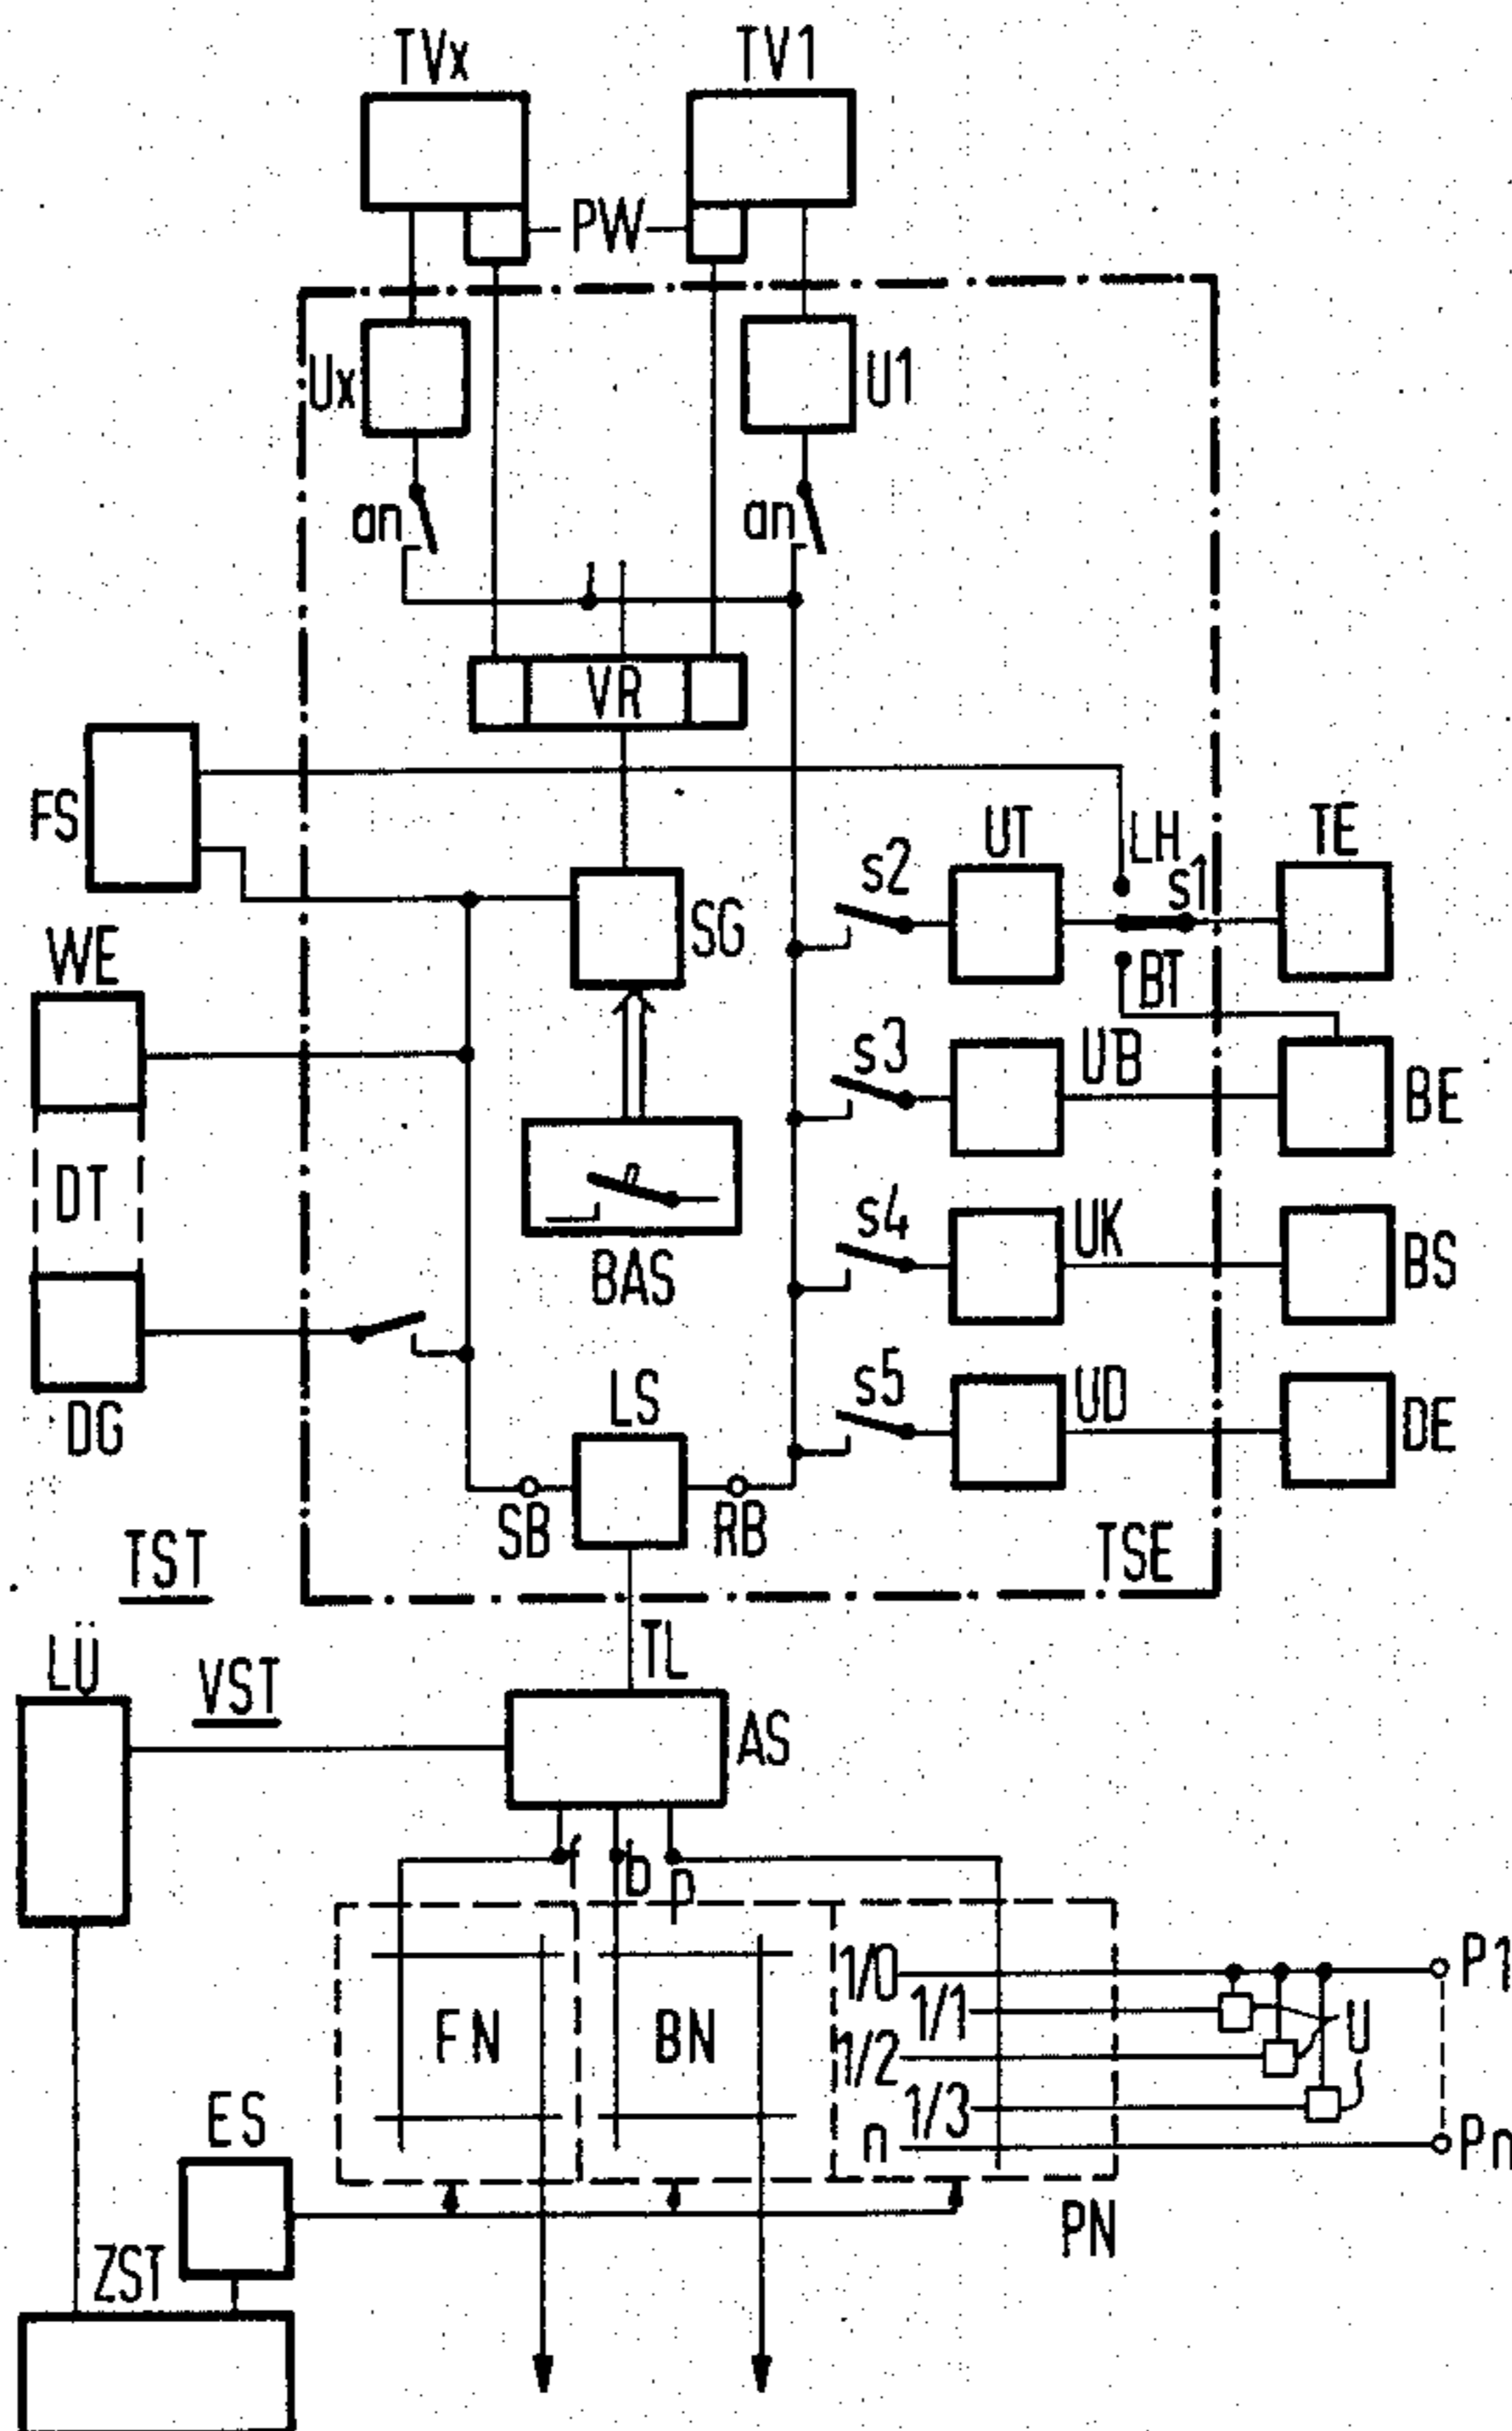 TVx
TV1
PW
Ux
U1
an
an
VR
FS
LH
UT
TE
s2
s1
SG
WE
BT
s3
UB
BE
DT
s4
UK
BS
BAS
LS
s5
UD
DE
DG
SB
RB
TSE
TST
TL
LÜ
VST
AS
f
b
p
1/0
P1
1/1
FN
BN
U
1/2
1/3
n
Pn
ES
PN
ZST